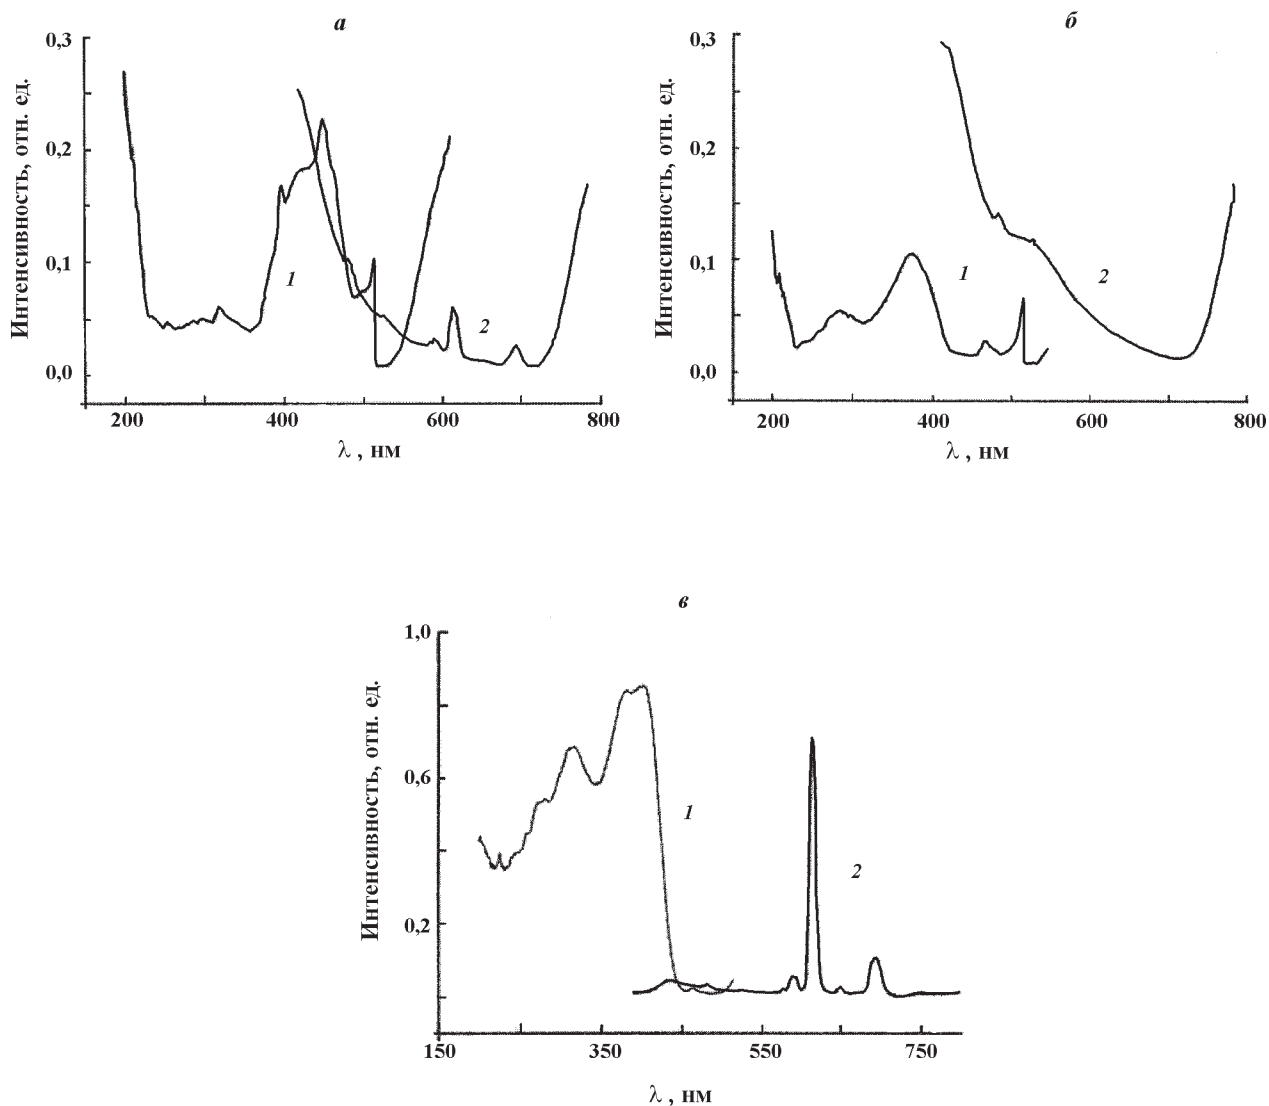 а
0,3
0,2
0,1
0,0
Интенсивность, отн. ед.
1
2
200 400 600 800
λ , нм
б
0,3
0,2
0,1
0,0
Интенсивность, отн. ед.
1
2
200 400 600 800
λ , нм
в
1,0
0,6
0,2
Интенсивность, отн. ед.
1
2
150 350 550 750
λ , нм